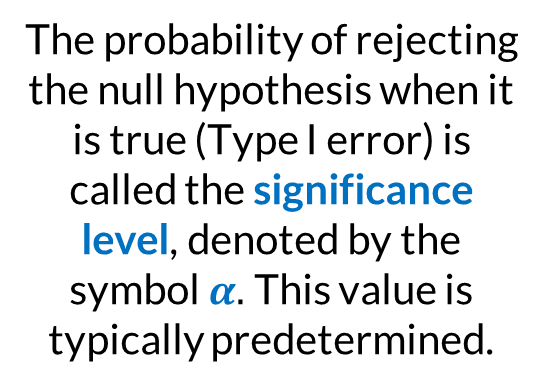 The probability of rejecting
the null hypothesis when it
is true (Type I error) is
called the significance
level, denoted by the
symbol α. This value is
typically predetermined.